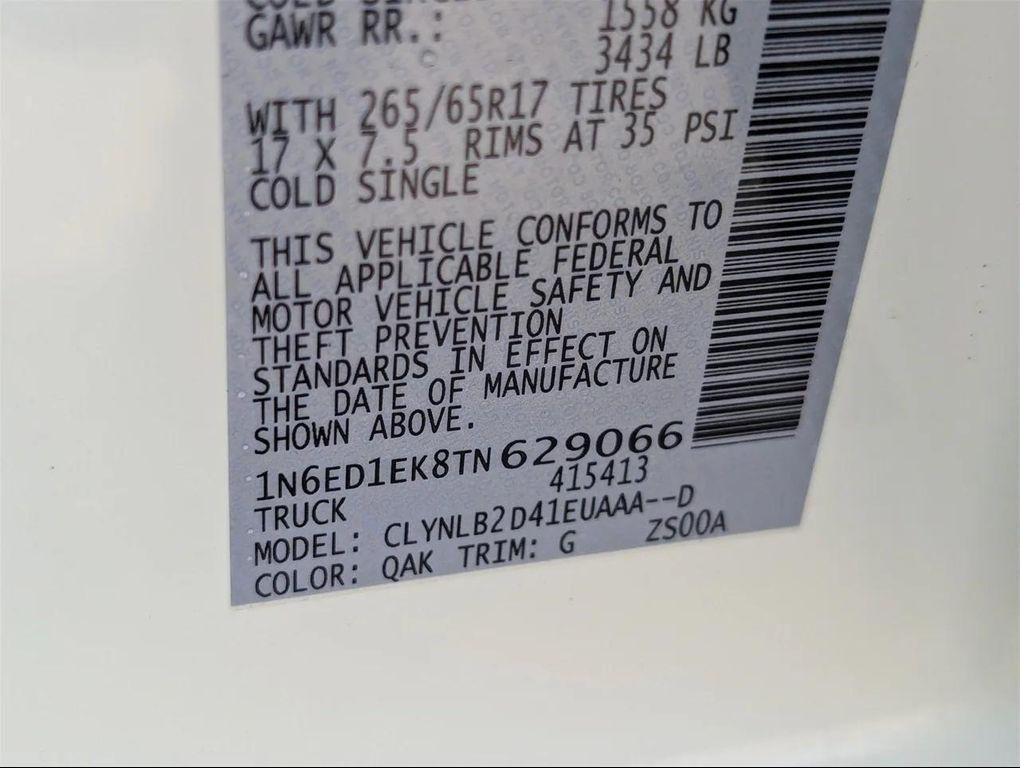 GAWR RR.: 1558 KG
3434 LB
WITH 265/65R17 TIRES
17 X 7.5 RIMS AT 35 PSI
COLD SINGLE
THIS VEHICLE CONFORMS TO
ALL APPLICABLE FEDERAL
MOTOR VEHICLE SAFETY AND
THEFT PREVENTION
STANDARDS IN EFFECT ON
THE DATE OF MANUFACTURE
SHOWN ABOVE.
1N6ED1EK8TN629066
TRUCK 415413
MODEL: CLYNLB2D41EUAAA--D
COLOR: QAK TRIM: G ZS00A